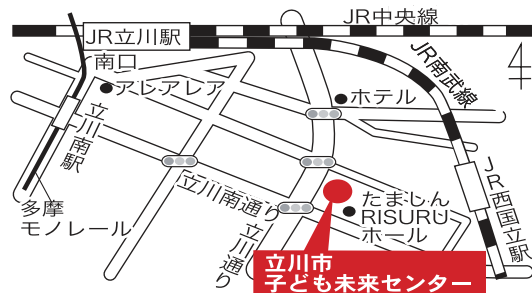 JR中央線
JR立川駅
南口
アレアレア
ホテル
JR南武線
立川南駅
多摩
モノレール
立川南通り
立川通り
たましん
RISURU
ホール
JR西国立駅
立川市
子ども未来センター